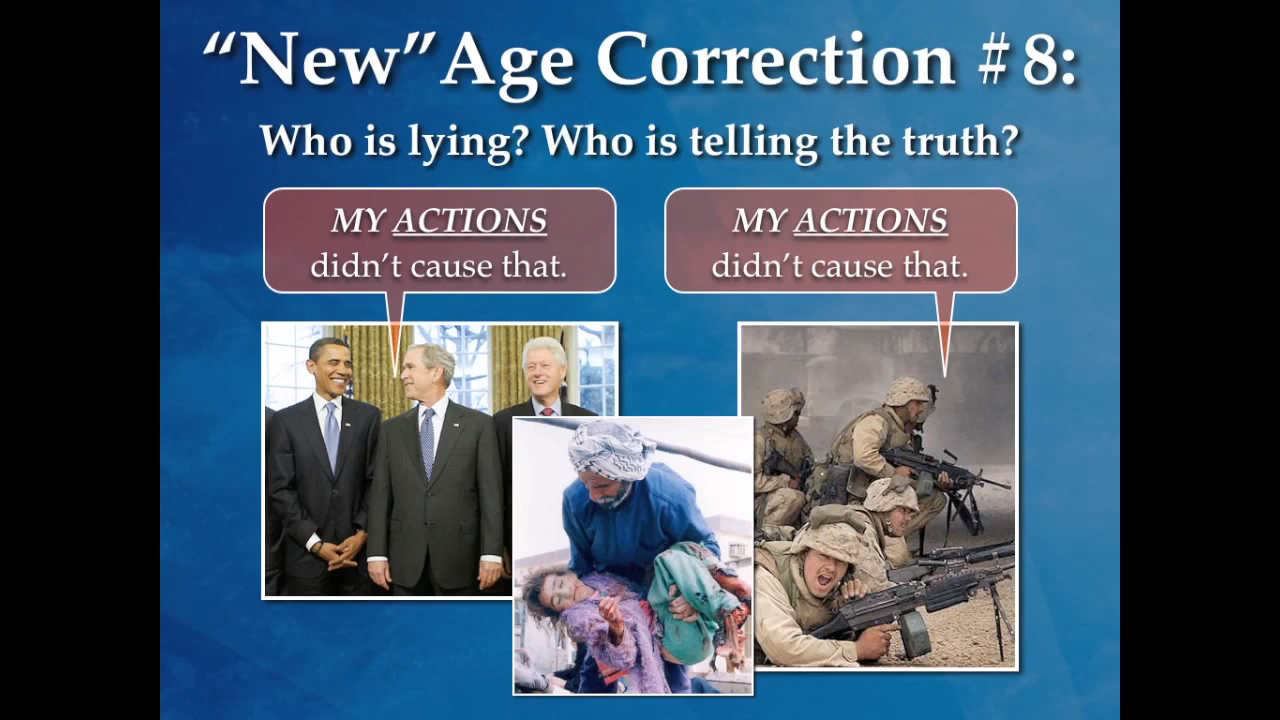 “New” Age Correction #8:
Who is lying? Who is telling the truth?
MY ACTIONS
didn’t cause that.
MY ACTIONS
didn’t cause that.